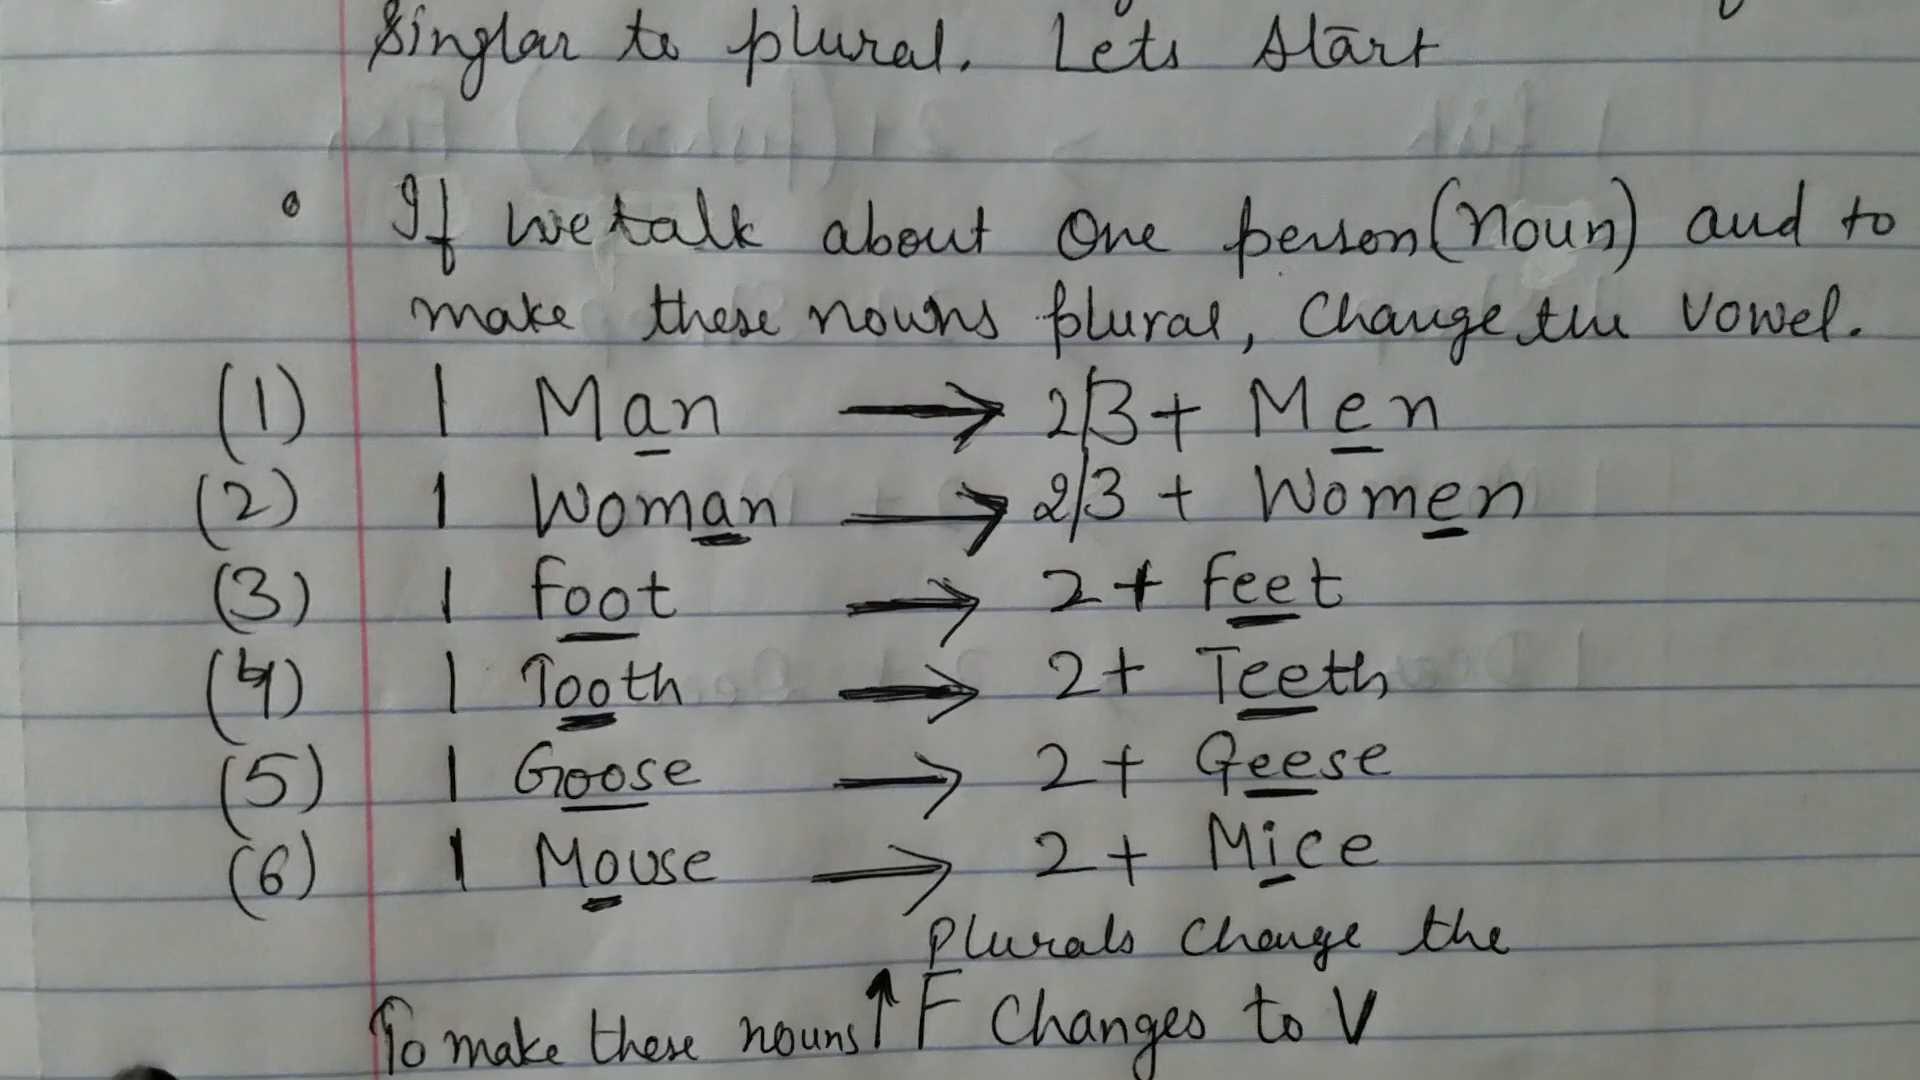 Singlar to plural. Lets start
• If we talk about One person (Noun) and to
make these nouns plural, Change the Vowel.
(1) 1 Man → 2/3+ Men
(2) 1 Woman → 2/3 + Women
(3) 1 foot → 2+ feet
(4) 1 Tooth → 2+ Teeth
(5) 1 Goose → 2+ Geese
(6) 1 Mouse → 2+ Mice
Plurals Change the
To make these nouns ↑ F Changes to V